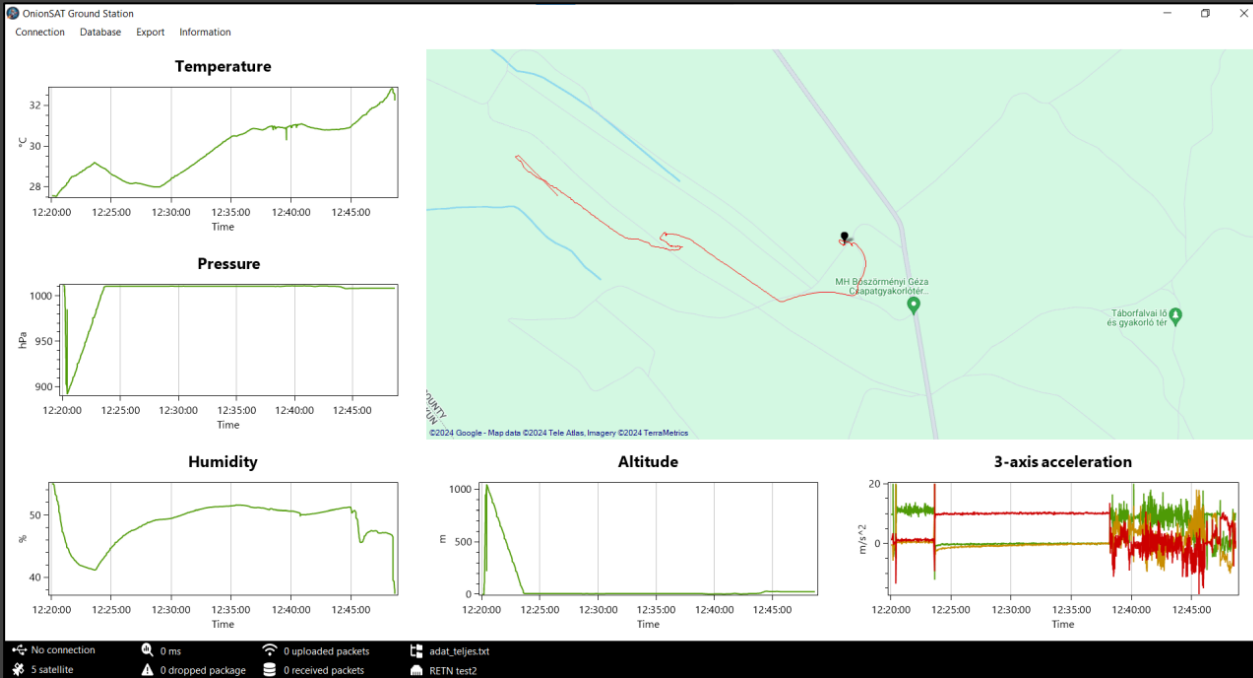 OnionSAT Ground Station
Connection Database Export Information
Temperature
°C
32
30
28
12:20:00 12:25:00 12:30:00 12:35:00 12:40:00 12:45:00
Time
Pressure
hPa
1000
950
900
12:20:00 12:25:00 12:30:00 12:35:00 12:40:00 12:45:00
Time
MH Böszörményi Géza
Csapatgyakorlótér...
Táborfalvai lő
és gyakorló tér
COUNTY
KUN
©2024 Google - Map data ©2024 Tele Atlas, Imagery ©2024 TerraMetrics
Humidity
%
50
40
12:20:00 12:25:00 12:30:00 12:35:00 12:40:00 12:45:00
Time
Altitude
m
1000
500
0
12:20:00 12:25:00 12:30:00 12:35:00 12:40:00 12:45:00
Time
3-axis acceleration
m/s^2
20
0
12:20:00 12:25:00 12:30:00 12:35:00 12:40:00 12:45:00
Time
No connection 0 ms 0 uploaded packets adat_teljes.txt
5 satellite 0 dropped package 0 received packets RETN test2